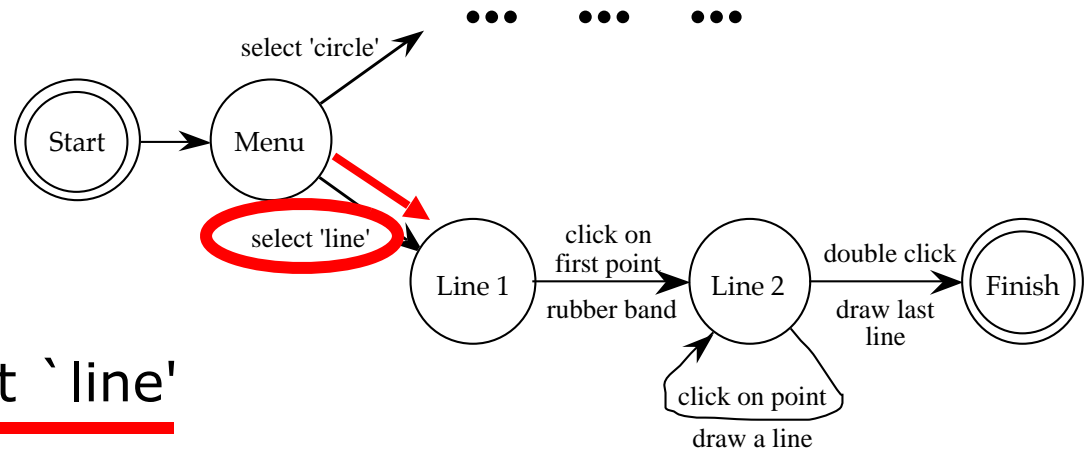 ••• ••• •••
select 'circle'
Start
Menu
select 'line'
click on
first point
rubber band
Line 1
Line 2
double click
draw last
line
Finish
click on point
draw a line
t `line'